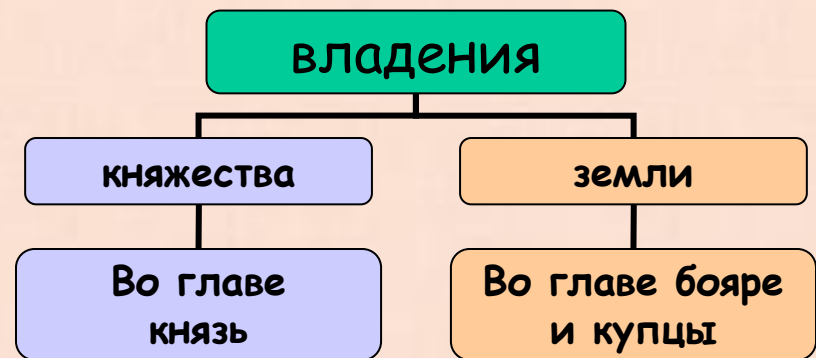 владения
княжества
земли
Во главе
князь
Во главе бояре
и купцы